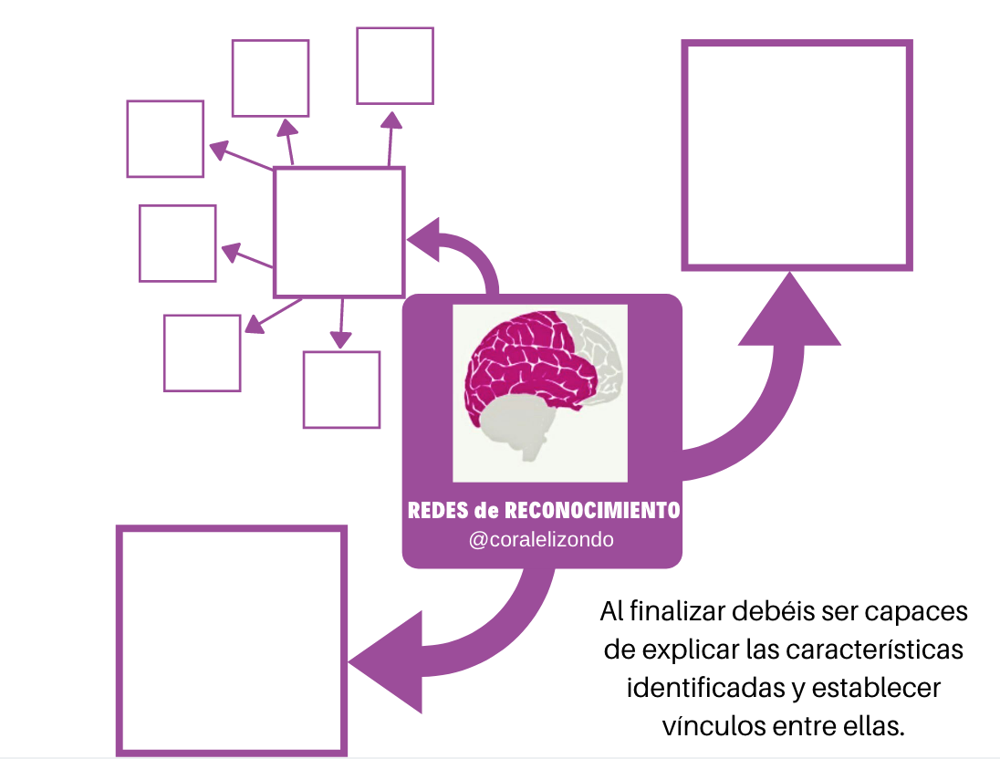 REDES de RECONOCIMIENTO
@coralelizondo
Al finalizar debéis ser capaces
de explicar las características
identificadas y establecer
vínculos entre ellas.